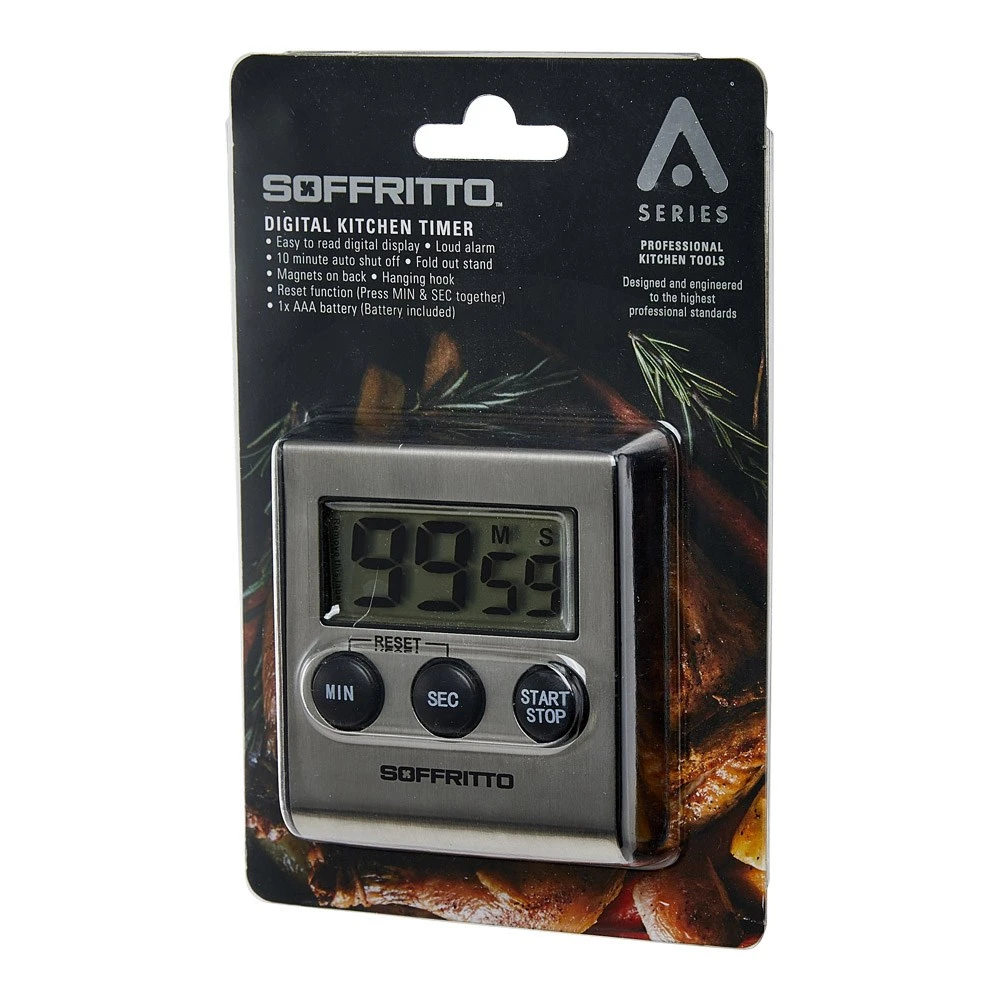 SOFFRITTO™
DIGITAL KITCHEN TIMER
• Easy to read digital display • Loud alarm
• 10 minute auto shut off • Fold out stand
• Magnets on back • Hanging hook
• Reset function (Press MIN & SEC together)
• 1x AAA battery (Battery included)
A
SERIES
PROFESSIONAL
KITCHEN TOOLS
Designed and engineered
to the highest
professional standards
M S
99 59
RESET
MIN SEC START
STOP
SOFFRITTO